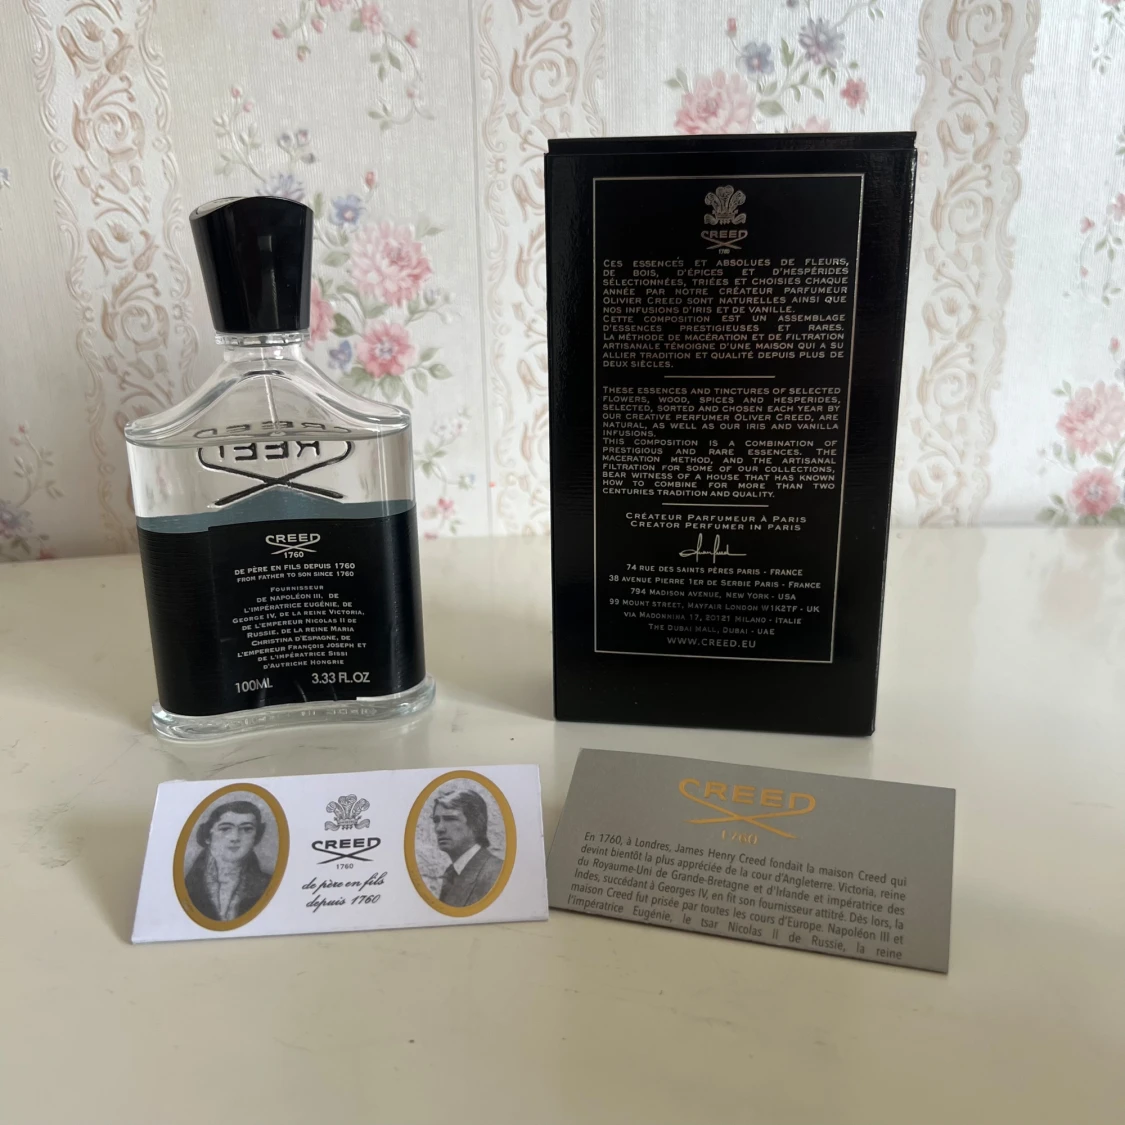 CREED
CREED
1760
DE PÈRE EN FILS DEPUIS 1760
FROM FATHER TO SON SINCE 1760
FOURNISSEUR
DE NAPOLÉON III, DE
L'IMPÉRATRICE EUGÉNIE, DE
GEORGE IV, DE LA REINE VICTORIA,
DE L'EMPEREUR NICOLAS II DE
RUSSIE, DE LA REINE MARIA
CHRISTINA D'ESPAGNE, DE
L'EMPEREUR FRANÇOIS JOSEPH ET
DE L'IMPÉRATRICE SISSI
D'AUTRICHE HONGRIE
100ML 3.33 FL.OZ
CREED
1760
CES ESSENCES ET ABSOLUES DE FLEURS,
DE BOIS, D'ÉPICES ET D'HESPÉRIDES
SÉLECTIONNÉES, TRIÉES ET CHOISIES CHAQUE
ANNÉE PAR NOTRE CRÉATEUR PARFUMEUR
OLIVIER CREED SONT NATURELLES AINSI QUE
NOS INFUSIONS D'IRIS ET DE VANILLE.
CETTE COMPOSITION EST UN ASSEMBLAGE
D'ESSENCES PRESTIGIEUSES ET RARES.
LA MÉTHODE DE MACÉRATION ET DE FILTRATION
ARTISANALE TÉMOIGNE D'UNE MAISON QUI A SU
ALLIER TRADITION ET QUALITÉ DEPUIS PLUS DE
DEUX SIÈCLES.
THESE ESSENCES AND TINCTURES OF SELECTED
FLOWERS, WOOD, SPICES AND HESPERIDES,
SELECTED, SORTED AND CHOSEN EACH YEAR BY
OUR CREATIVE PERFUMER OLIVER CREED, ARE
NATURAL, AS WELL AS OUR IRIS AND VANILLA
INFUSIONS.
THIS COMPOSITION IS A COMBINATION OF
PRESTIGIOUS AND RARE ESSENCES. THE
MACERATION METHOD, AND THE ARTISANAL
FILTRATION FOR SOME OF OUR COLLECTIONS,
BEAR WITNESS OF A HOUSE THAT HAS KNOWN
HOW TO COMBINE FOR MORE THAN TWO
CENTURIES TRADITION AND QUALITY.
CRÉATEUR PARFUMEUR À PARIS
CREATOR PERFUMER IN PARIS
74 RUE DES SAINTS PÈRES PARIS - FRANCE
38 AVENUE PIERRE 1ER DE SERBIE PARIS - FRANCE
794 MADISON AVENUE, NEW YORK - USA
99 MOUNT STREET, MAYFAIR LONDON W1K2TF - UK
VIA MADONNINA 17, 20121 MILANO - ITALIE
THE DUBAI MALL, DUBAI - UAE
WWW.CREED.EU
CREED
1760
de père en fils
depuis 1760
CREED
1760
En 1760, à Londres, James Henry Creed fondait la maison Creed qui
devint bientôt la plus appréciée de la cour d'Angleterre. Victoria, reine
du Royaume-Uni de Grande-Bretagne et d'Irlande et impératrice des
Indes, succédant à Georges IV, en fit son fournisseur attitré. Dès lors, la
maison Creed fut prisée par toutes les cours d'Europe. Napoléon III et
l'impératrice Eugénie, le tsar Nicolas II de Russie, la reine